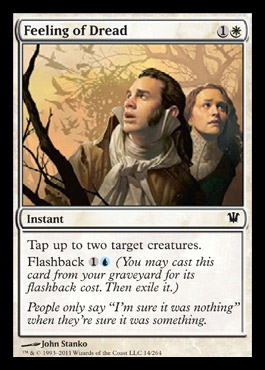 Feeling of Dread 1
Instant
Tap up to two target creatures.
Flashback 1 (You may cast this
card from your graveyard for its
flashback cost. Then exile it.)
People only say “I’m sure it was nothing”
when they’re sure it was something.
John Stanko
™ & © 1993-2011 Wizards of the Coast LLC 14/264